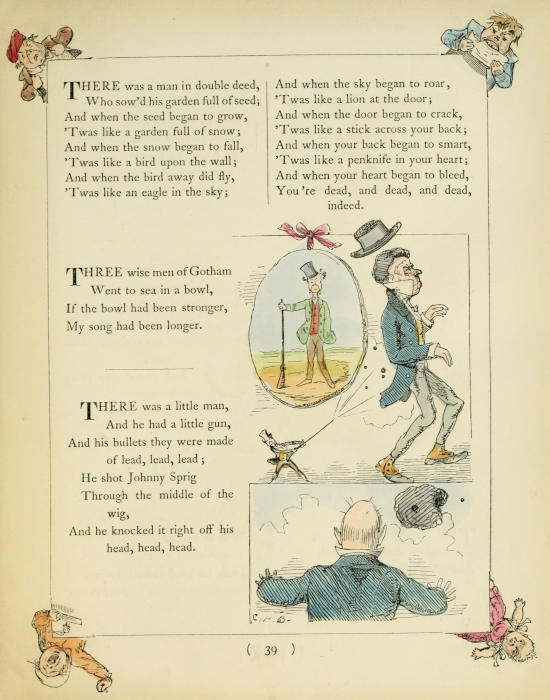 THERE was a man in double deed,
Who sow'd his garden full of seed;
And when the seed began to grow,
'Twas like a garden full of snow;
And when the snow began to fall,
'Twas like a bird upon the wall;
And when the bird away did fly,
'Twas like an eagle in the sky;
And when the sky began to roar,
'Twas like a lion at the door;
And when the door began to crack,
'Twas like a stick across your back;
And when your back began to smart,
'Twas like a penknife in your heart;
And when your heart began to bleed,
You're dead, and dead, and dead,
indeed.
THREE wise men of Gotham
Went to sea in a bowl,
If the bowl had been stronger,
My song had been longer.
THERE was a little man,
And he had a little gun,
And his bullets they were made
of lead, lead, lead;
He shot Johnny Sprig
Through the middle of the
wig,
And he knocked it right off his
head, head, head.
( 39 )